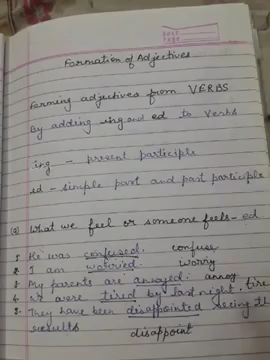 DATE
PAGE
Formation of Adjectives
Forming adjectives from VERBS
By adding -ing and ed to verbs
ing - present participle
ed - simple past and past participle
(a) What we feel or someone feels - ed
1. He was confused. confuse
2. I am worried. worry
3. My parents are annoyed. annoy
4. We were tired by last night. tire
5. They have been disappointed seeing
results disappoint